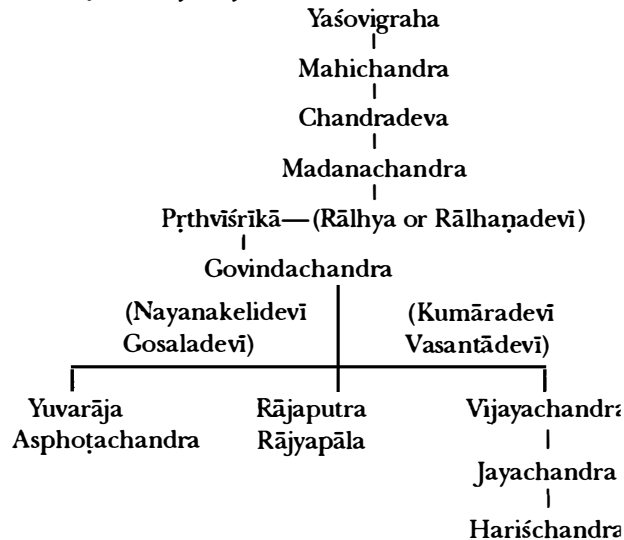 Yaśovigraha
Mahichandra
Chandradeva
Madanachandra
Pṛthvīśrīkā—(Rālhya or Rālhaṇadevī)
Govindachandra
(Nayanakelidevī
Gosaladevī)
(Kumāradevī
Vasantādevī)
Yuvarāja
Asphoṭachandra
Rājaputra
Rājyapāla
Vijayachandra
Jayachandra
Hariśchandra